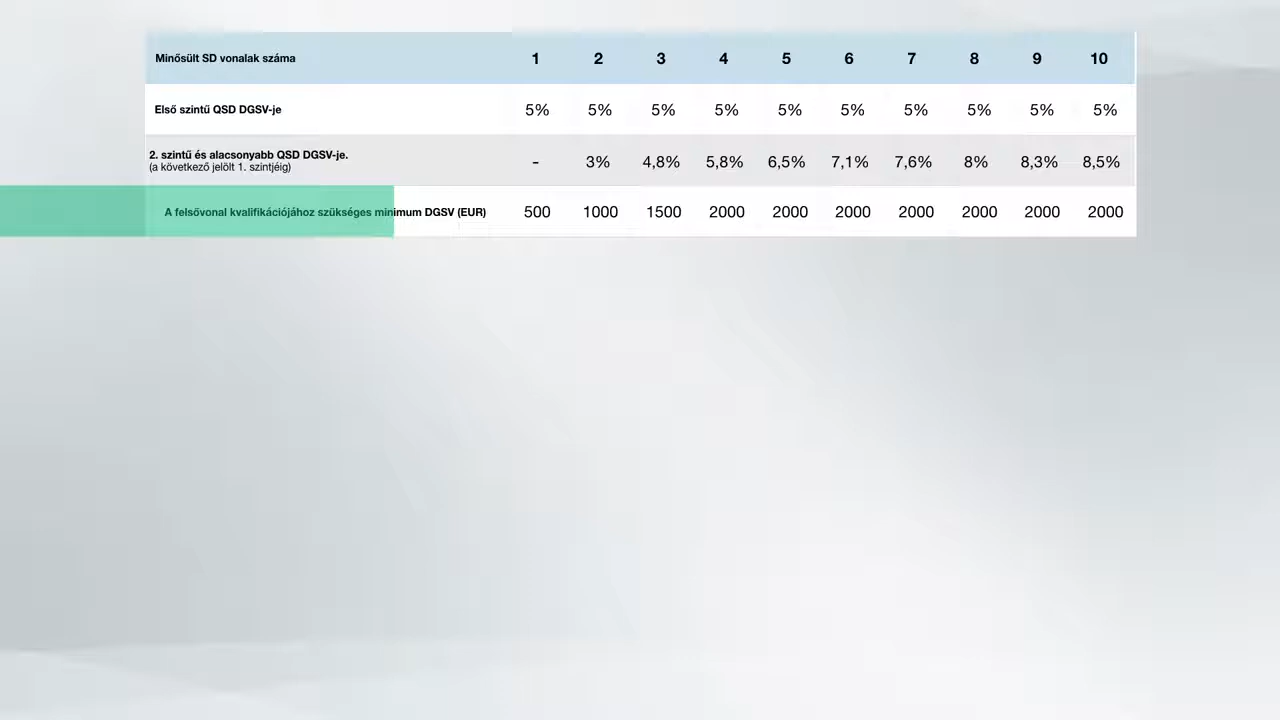 Minősült SD vonalak száma 1 2 3 4 5 6 7 8 9 10
Első szintű QSD DGSV-je 5% 5% 5% 5% 5% 5% 5% 5% 5% 5%
2. szintű és alacsonyabb QSD DGSV-je. - 3% 4,8% 5,8% 6,5% 7,1% 7,6% 8% 8,3% 8,5%
(a következő jelölt 1. szintjéig)
A felsővonal kvalifikációjához szükséges minimum DGSV (EUR) 500 1000 1500 2000 2000 2000 2000 2000 2000 2000